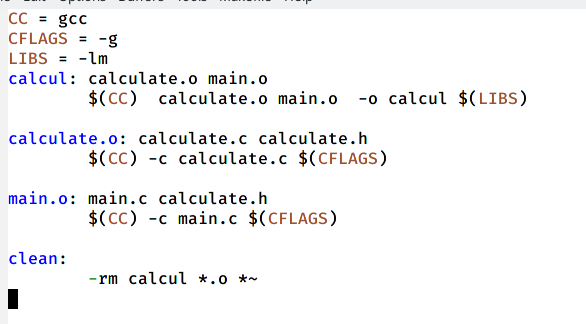 Edit Options Buffers Tools Makefile Help
CC = gcc
CFLAGS = -g
LIBS = -lm
calcul: calculate.o main.o
        $(CC)  calculate.o main.o  -o calcul $(LIBS)

calculate.o: calculate.c calculate.h
        $(CC) -c calculate.c $(CFLAGS)

main.o: main.c calculate.h
        $(CC) -c main.c $(CFLAGS)

clean:
        -rm calcul *.o *~